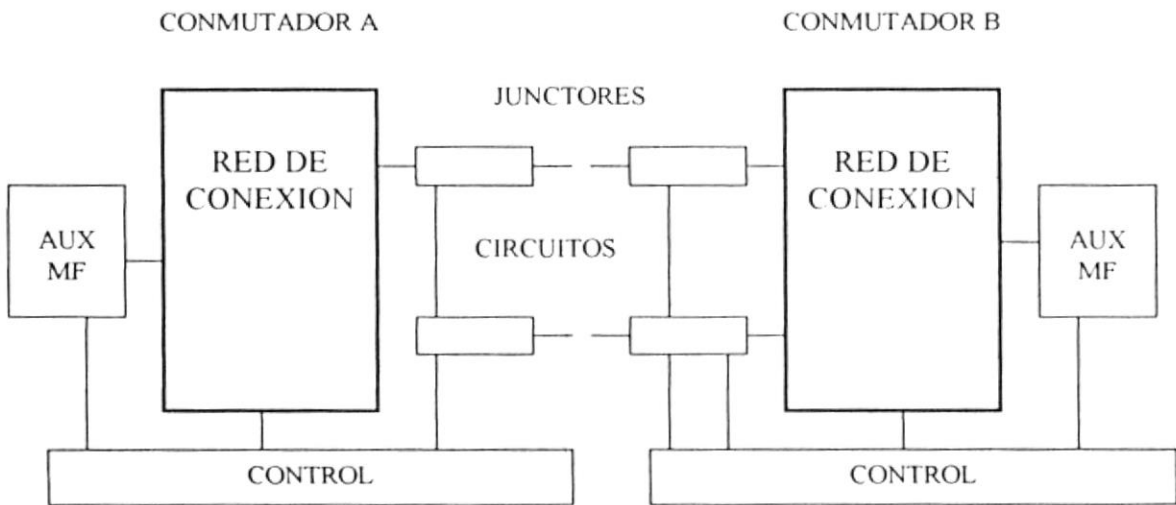 CONMUTADOR A
CONMUTADOR B
JUNCTORES
RED DE
CONEXION
RED DE
CONEXION
AUX
MF
CIRCUITOS
AUX
MF
CONTROL
CONTROL